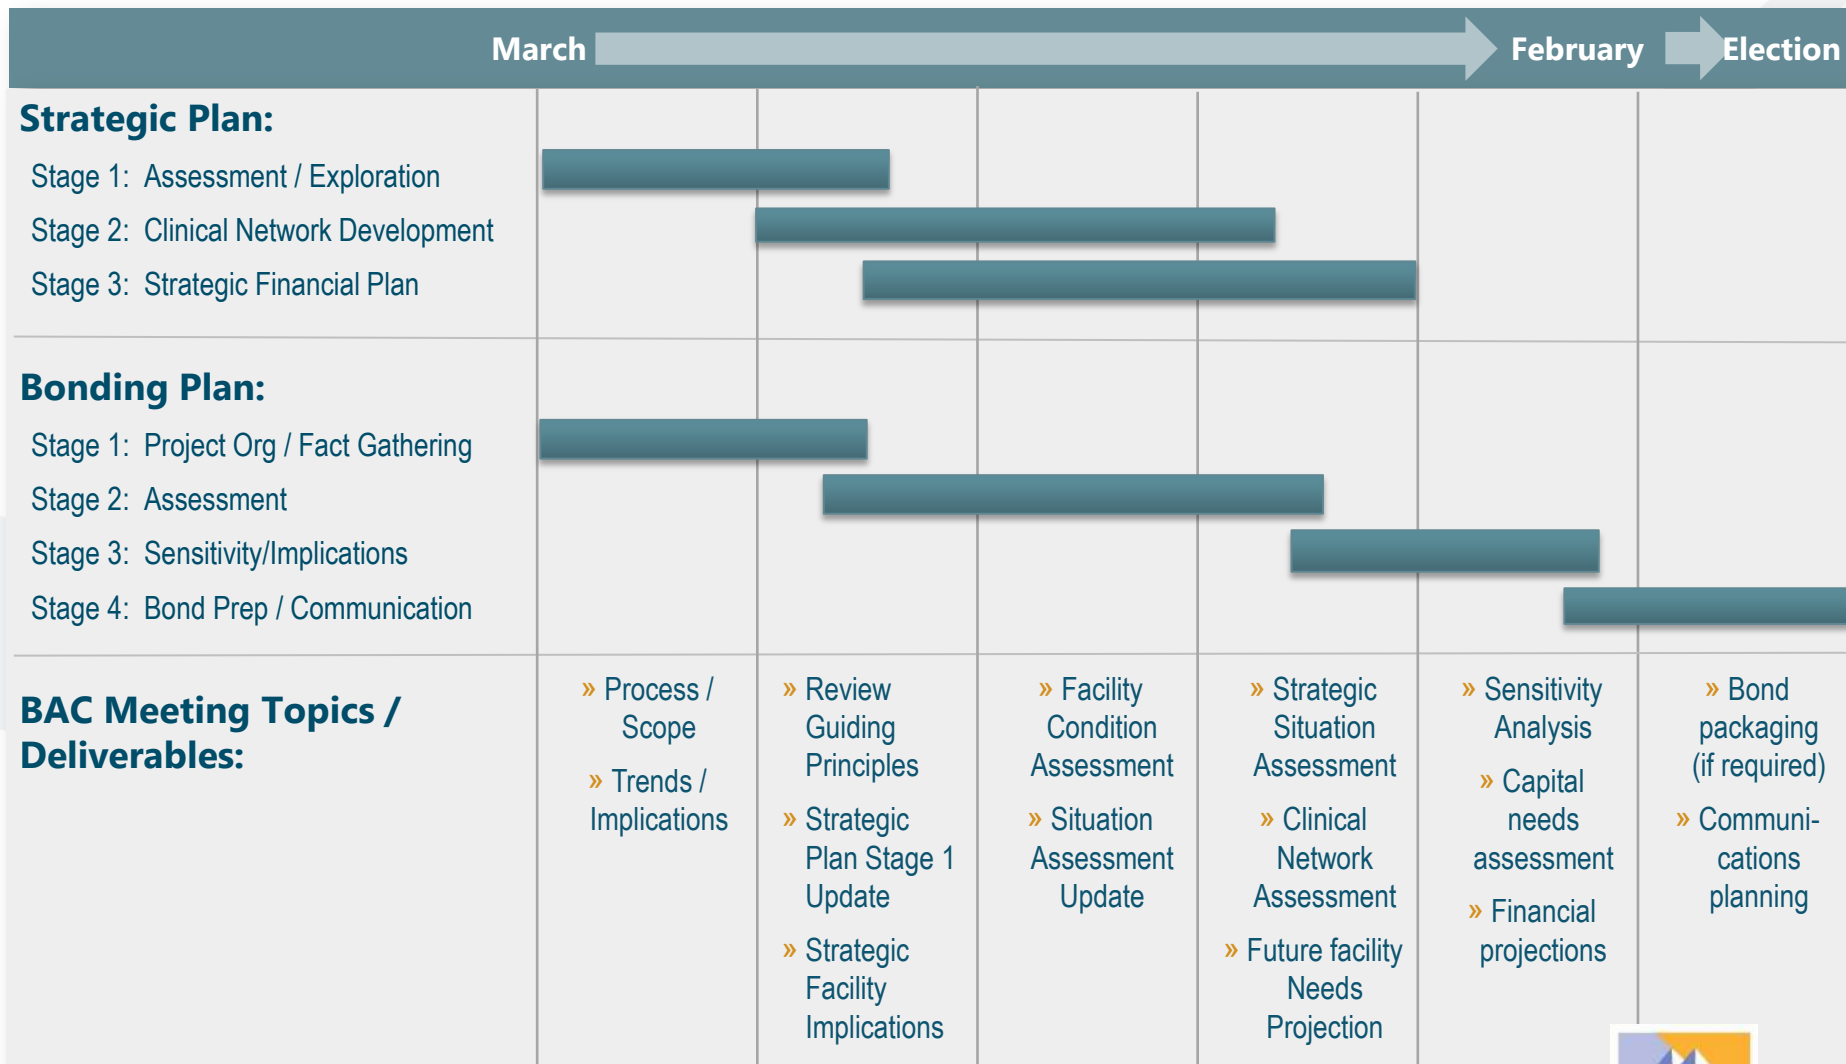 March
February
Election
Strategic Plan:
Stage 1: Assessment / Exploration
Stage 2: Clinical Network Development
Stage 3: Strategic Financial Plan
Bonding Plan:
Stage 1: Project Org / Fact Gathering
Stage 2: Assessment
Stage 3: Sensitivity/Implications
Stage 4: Bond Prep / Communication
BAC Meeting Topics /
Deliverables:
» Process /
Scope
» Trends /
Implications
» Review
Guiding
Principles
» Strategic
Plan Stage 1
Update
» Strategic
Facility
Implications
» Facility
Condition
Assessment
» Situation
Assessment
Update
» Strategic
Situation
Assessment
» Clinical
Network
Assessment
» Future facility
Needs
Projection
» Sensitivity
Analysis
» Capital
needs
assessment
» Financial
projections
» Bond
packaging
(if required)
» Communi-
cations
planning